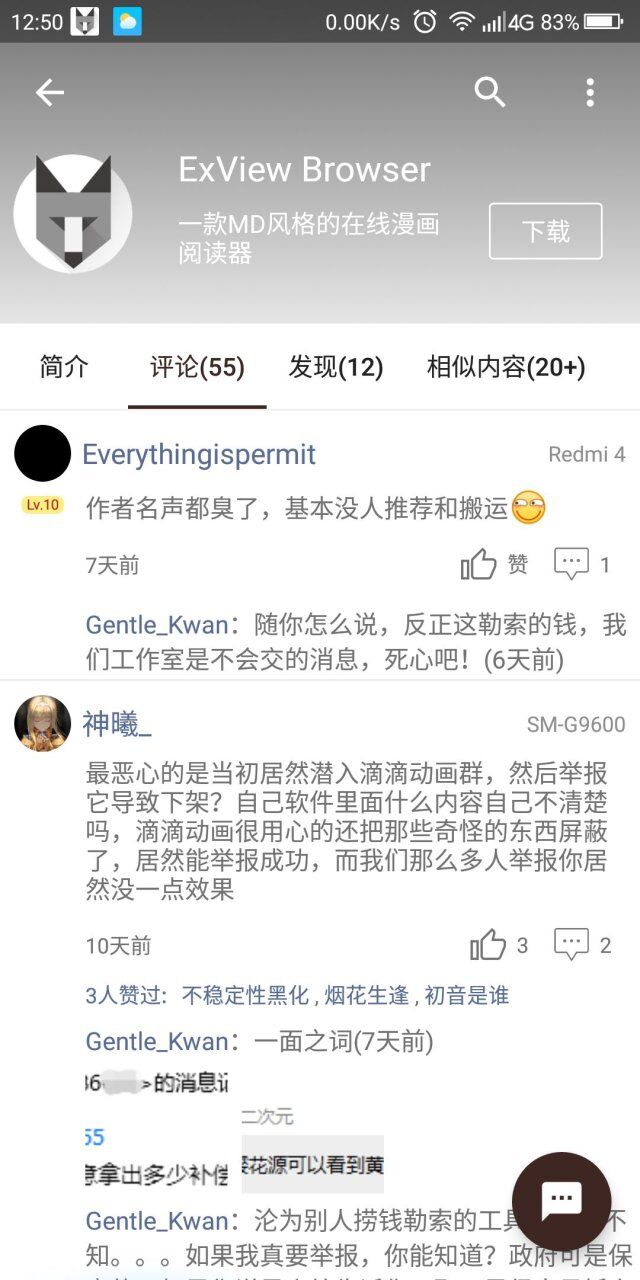 12:50 0.00K/s 4G 83%
ExView Browser
一款MD风格的在线漫画
阅读器
下载
简介 评论(55) 发现(12) 相似内容(20+)
Everythingispermit Redmi 4
Lv.10
作者名声都臭了，基本没人推荐和搬运
7天前 赞 1
Gentle_Kwan：随你怎么说，反正这勒索的钱，我
们工作室是不会交的消息，死心吧！(6天前)
神曦_ SM-G9600
最恶心的是当初居然潜入滴滴动画群，然后举报
它导致下架？自己软件里面什么内容自己不清楚
吗，滴滴动画很用心的还把那些奇怪的东西屏蔽
了，居然能举报成功，而我们那么多人举报你居
然没一点效果
10天前 3 2
3人赞过: 不稳定性黑化 , 烟花生逢 , 初音是谁
Gentle_Kwan：一面之词(7天前)
>的消息记
二次元
55
花源可以看到黄
意拿出多少补偿
Gentle_Kwan：沦为别人捞钱勒索的工具 不
知。。。如果我真要举报，你能知道？政府可是保